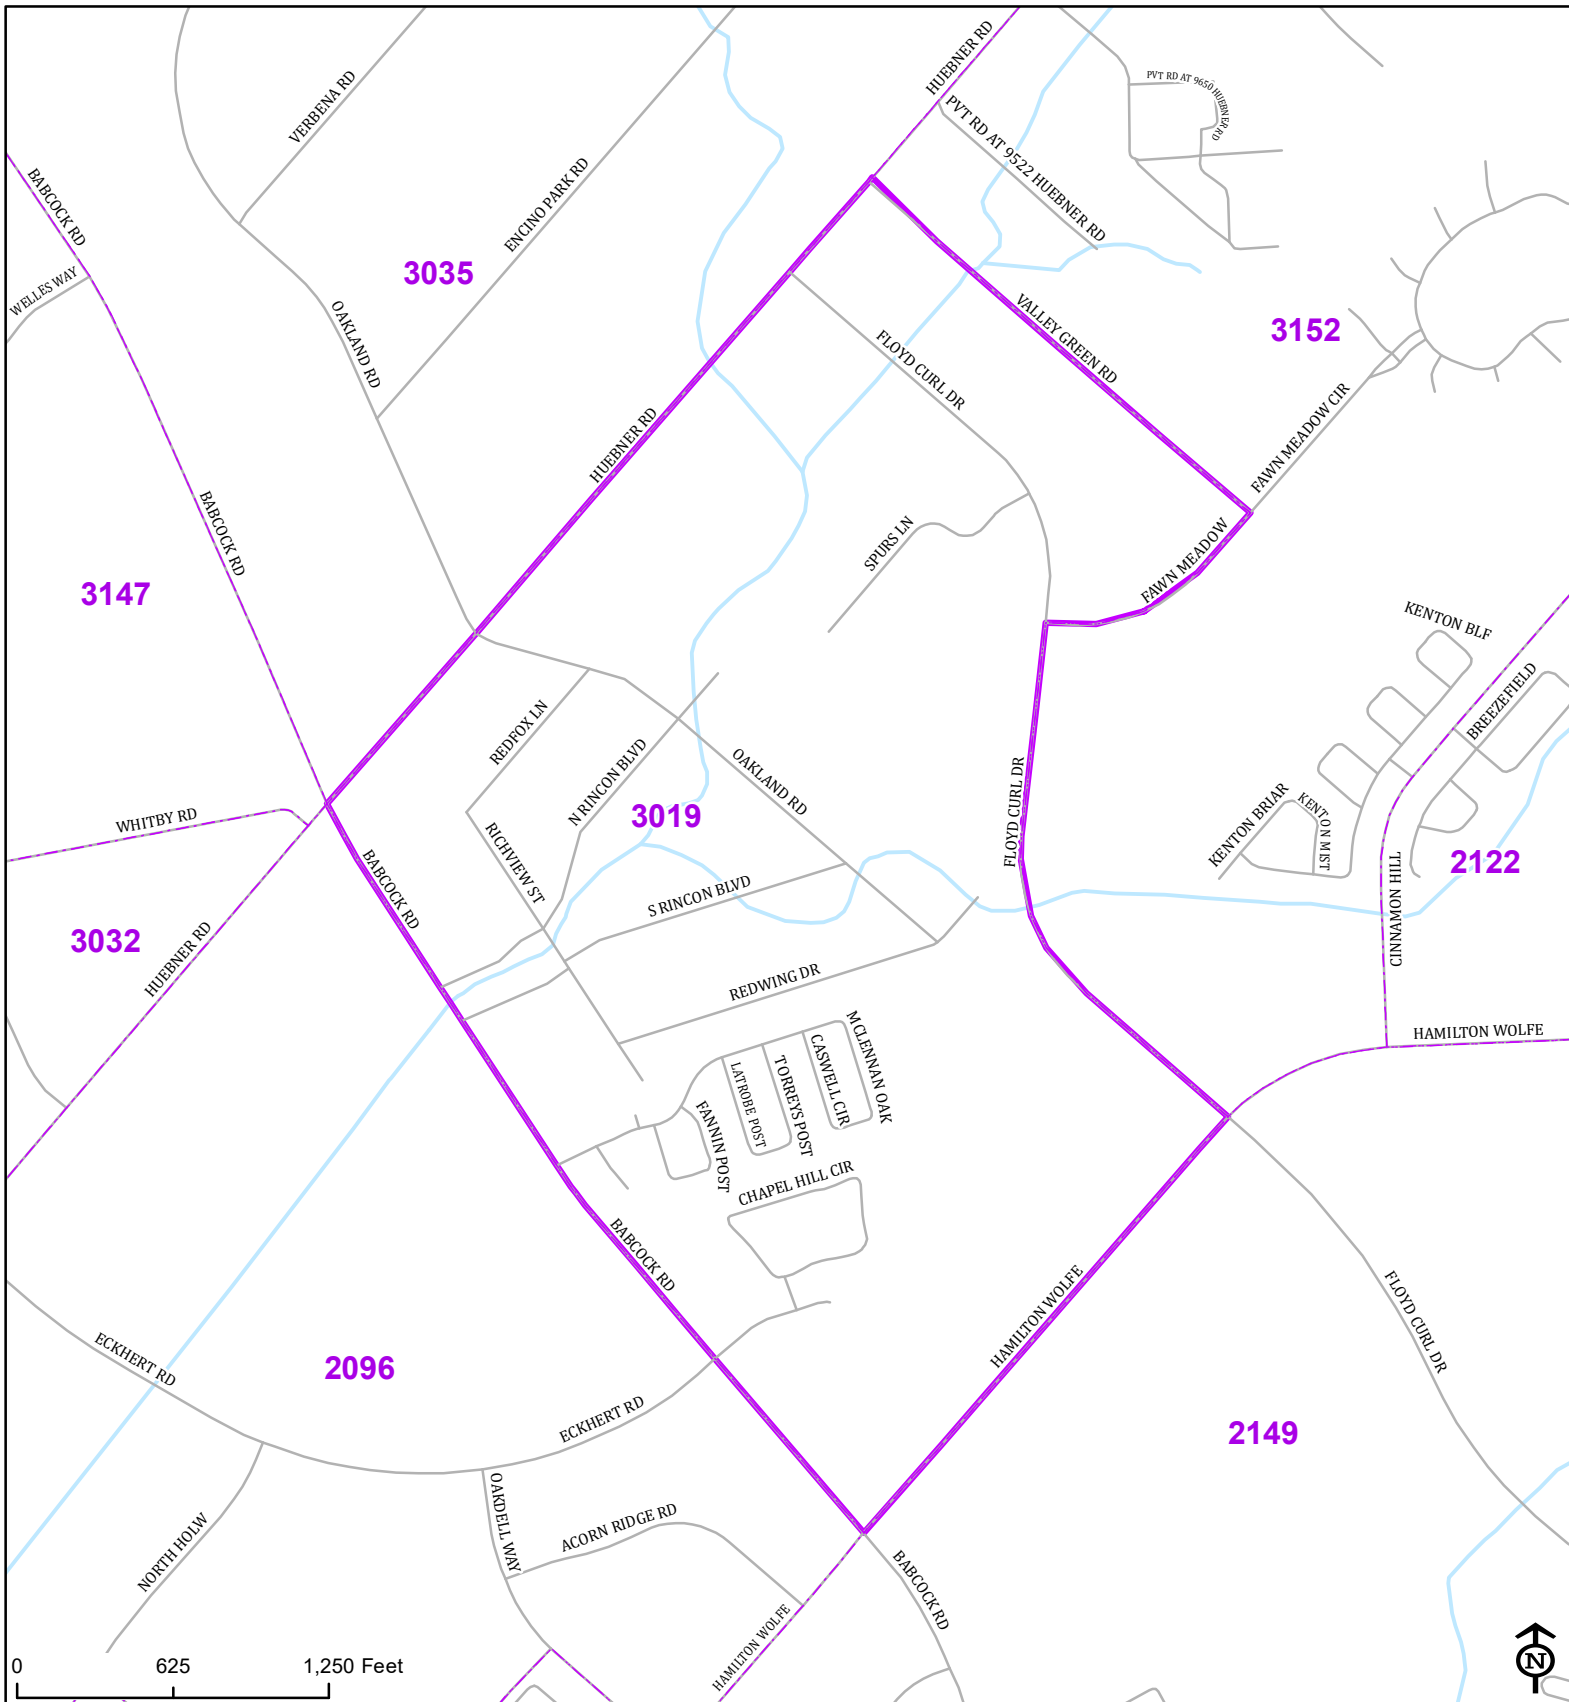 HUEBNER RD
PVT RD AT 9650 HUEBNER RD
VERBENA RD
PVT RD AT 9522 HUEBNER RD
BABCOCK RD
ENCINO PARK RD
WELLES WAY
3035
OAKLAND RD
VALLEY GREEN RD
3152
FLOYD CURL DR
FAWN MEADOW CIR
HUEBNER RD
BABCOCK RD
SPURS LN
FAWN MEADOW
3147
KENTON BLF
BREEZEFIELD
REDFOX LN
N RINCON BLVD
OAKLAND RD
FLOYD CURL DR
KENTON BRIAR
KENTON MIST
WHITBY RD
3019
RICHVIEW ST
2122
BABCOCK RD
S RINCON BLVD
CINNAMON HILL
3032
HUEBNER RD
REDWING DR
HAMILTON WOLFE
MCLENNAN OAK
CASWELL CIR
TORREYS POST
LATROBE POST
FANNIN POST
CHAPEL HILL CIR
BABCOCK RD
HAMILTON WOLFE
FLOYD CURL DR
ECKHERT RD
2096
ECKHERT RD
2149
OAKDELL WAY
ACORN RIDGE RD
NORTH HOLW
BABCOCK RD
HAMILTON WOLFE
0 625 1,250 Feet
N